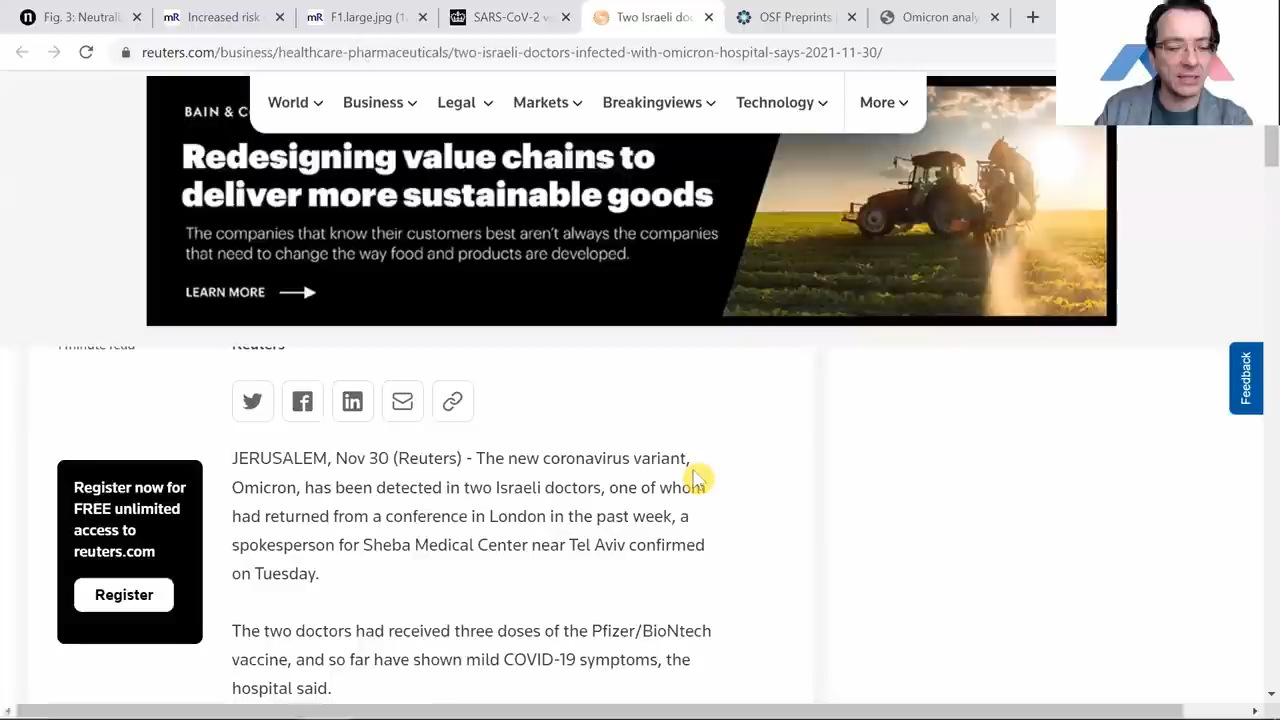 Fig. 3: Neutrali
Increased risk
F1.large.jpg (1
SARS-CoV-2 v
Two Israeli doc
OSF Preprints |
Omicron analy
reuters.com/business/healthcare-pharmaceuticals/two-israeli-doctors-infected-with-omicron-hospital-says-2021-11-30/
World
Business
Legal
Markets
Breakingviews
Technology
More
BAIN & C
Redesigning value chains to
deliver more sustainable goods
The companies that know their customers best aren't always the companies
that need to change the way food and products are developed.
LEARN MORE
1 minute read
Reuters
Feedback
JERUSALEM, Nov 30 (Reuters) - The new coronavirus variant,
Omicron, has been detected in two Israeli doctors, one of whom
had returned from a conference in London in the past week, a
spokesperson for Sheba Medical Center near Tel Aviv confirmed
on Tuesday.
Register now for
FREE unlimited
access to
reuters.com
Register
The two doctors had received three doses of the Pfizer/BioNtech
vaccine, and so far have shown mild COVID-19 symptoms, the
hospital said.